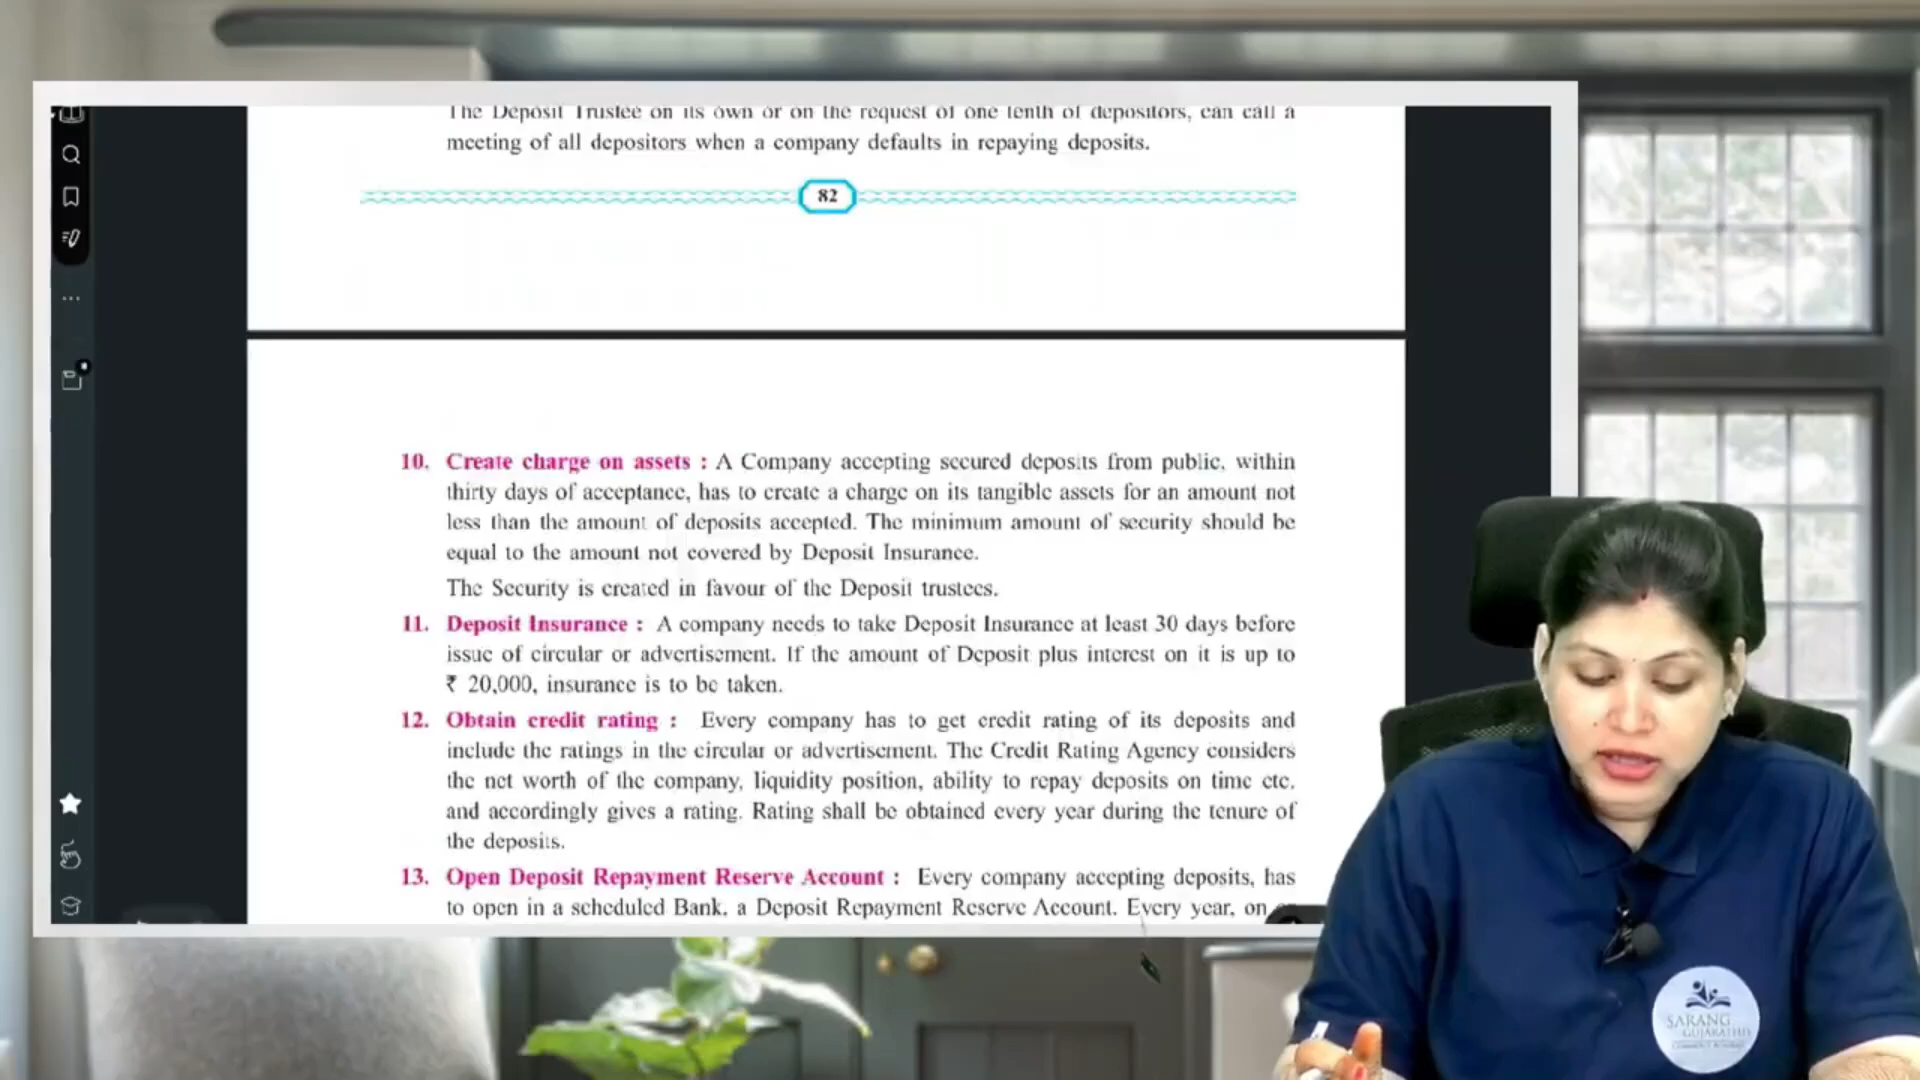 The Deposit Trustee on its own or on the request of one tenth of depositors, can call a
meeting of all depositors when a company defaults in repaying deposits.
82
10. Create charge on assets : A Company accepting secured deposits from public, within
thirty days of acceptance, has to create a charge on its tangible assets for an amount not
less than the amount of deposits accepted. The minimum amount of security should be
equal to the amount not covered by Deposit Insurance.
The Security is created in favour of the Deposit trustees.
11. Deposit Insurance : A company needs to take Deposit Insurance at least 30 days before
issue of circular or advertisement. If the amount of Deposit plus interest on it is up to
₹ 20,000, insurance is to be taken.
12. Obtain credit rating : Every company has to get credit rating of its deposits and
include the ratings in the circular or advertisement. The Credit Rating Agency considers
the net worth of the company, liquidity position, ability to repay deposits on time etc.
and accordingly gives a rating. Rating shall be obtained every year during the tenure of
the deposits.
13. Open Deposit Repayment Reserve Account : Every company accepting deposits, has
to open in a scheduled Bank, a Deposit Repayment Reserve Account. Every year, on
SARANG
GUJARATHI